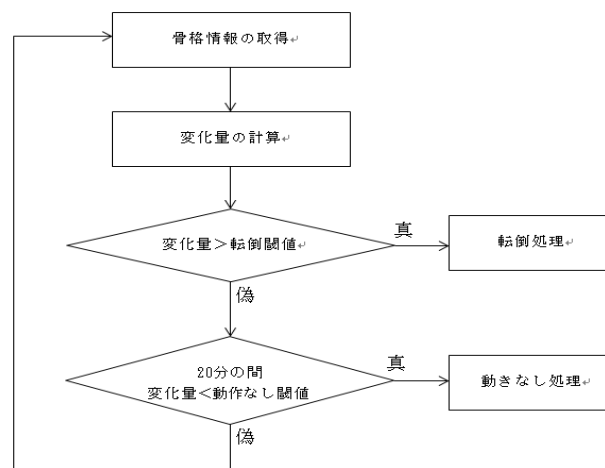 骨格情報の取得
変化量の計算
変化量＞転倒閾値
真
転倒処理
偽
20分の間
変化量＜動作なし閾値
真
動きなし処理
偽